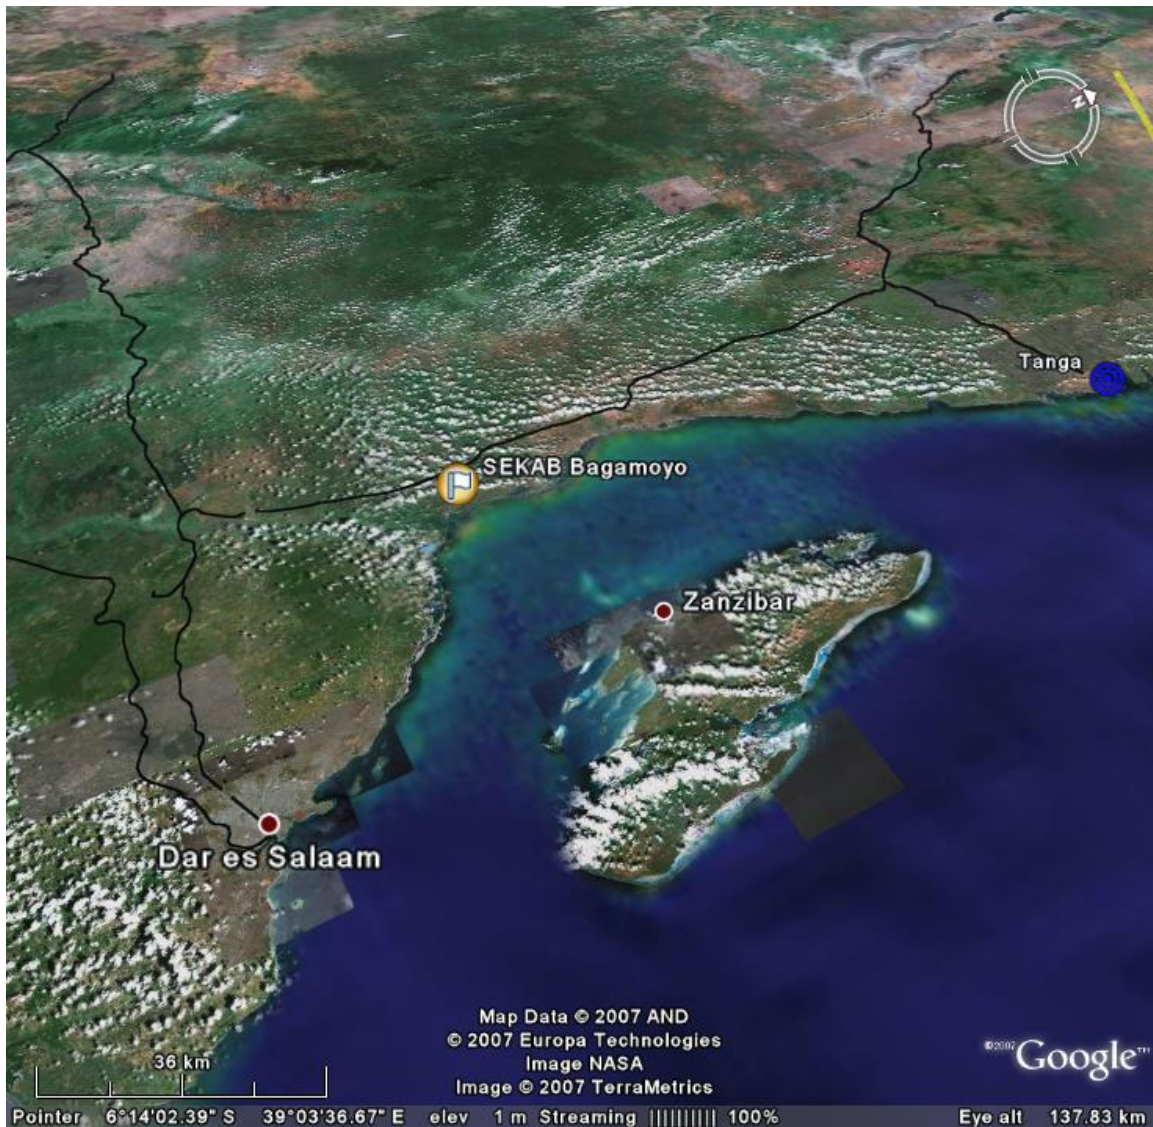 N
Tanga
SEKAB Bagamoyo
Zanzibar
Dar es Salaam
36 km
Map Data © 2007 AND
© 2007 Europa Technologies
Image NASA
Image © 2007 TerraMetrics
©2007 Google™
Pointer 6°14'02.39" S 39°03'36.67" E elev 1 m Streaming |||||||||| 100% Eye alt 137.83 km